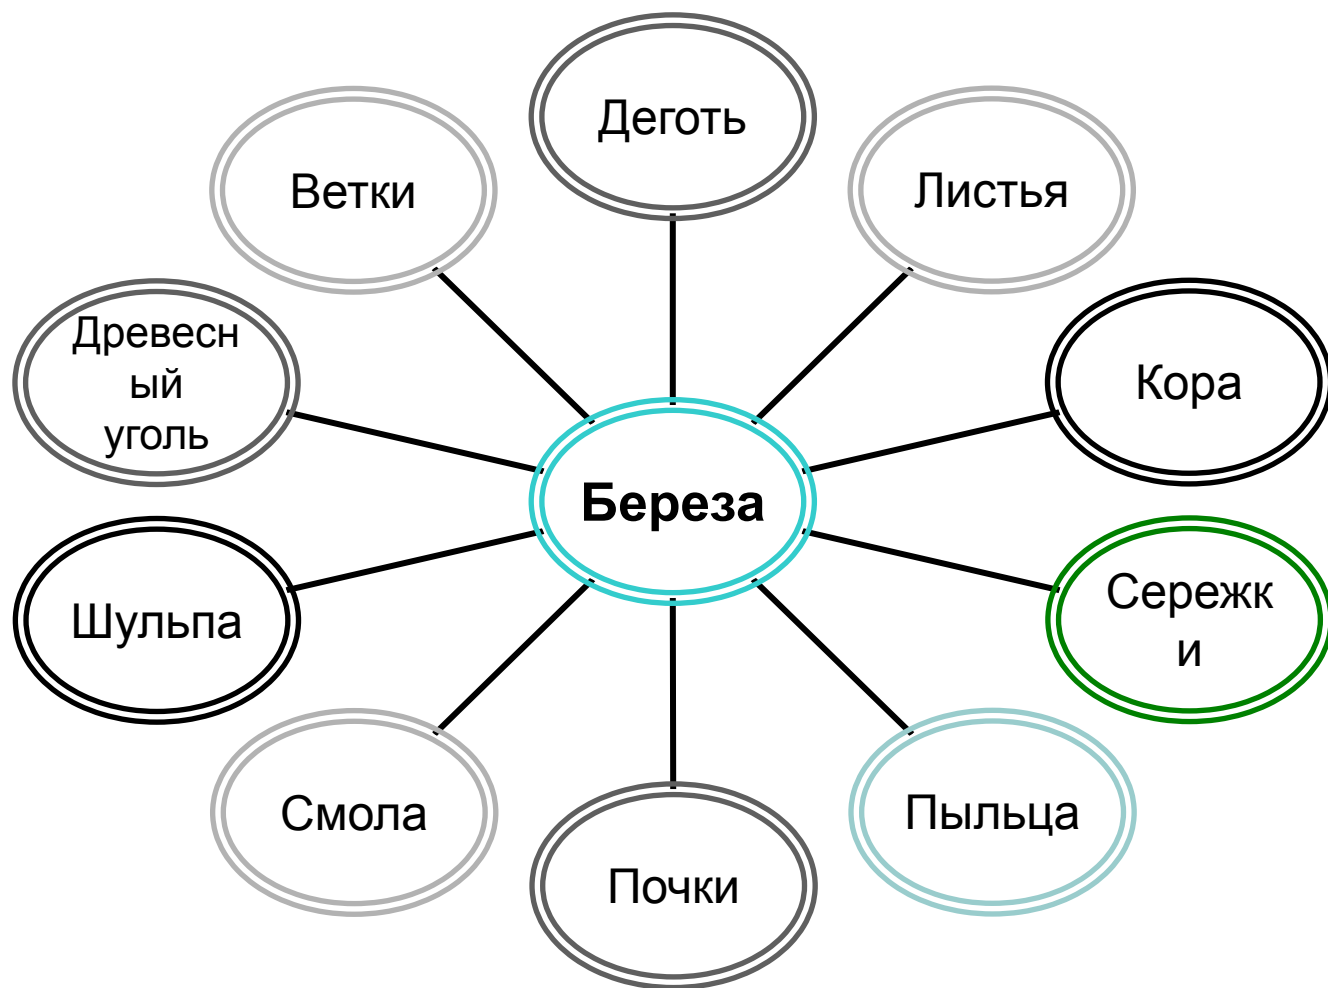 Деготь
Ветки
Листья
Древесн
ый
уголь
Кора
Береза
Шульпа
Сережк
и
Смола
Пыльца
Почки